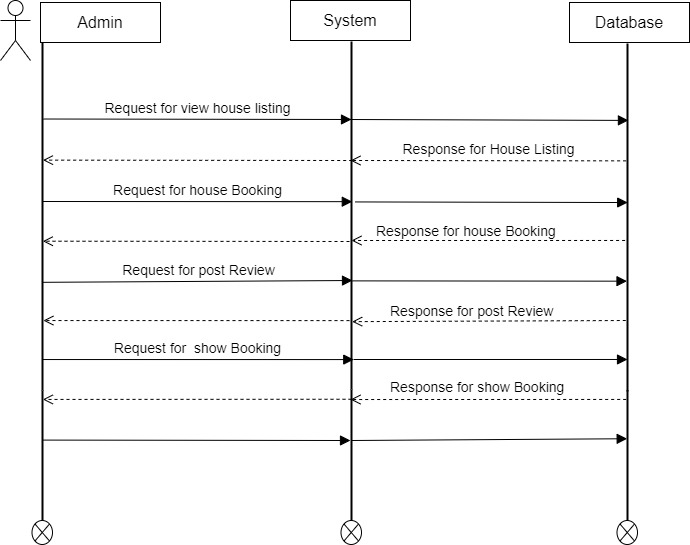 Admin
System
Database
Request for view house listing
Response for House Listing
Request for house Booking
Response for house Booking
Request for post Review
Response for post Review
Request for  show Booking
Response for show Booking